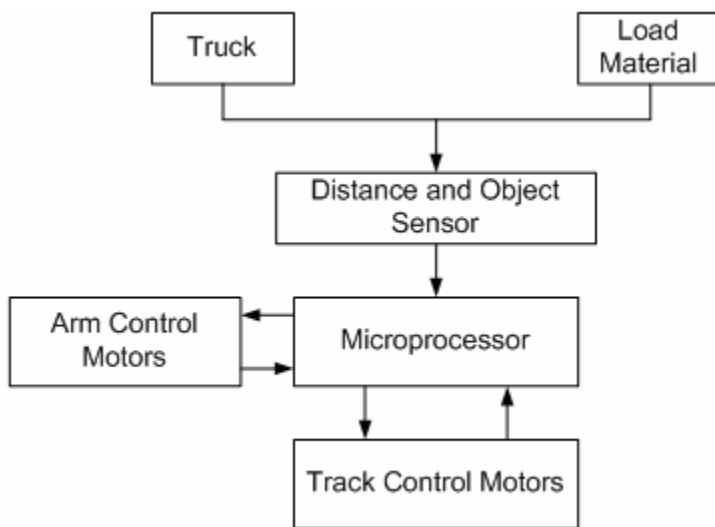 Truck
Load
Material
Distance and Object
Sensor
Arm Control
Motors
Microprocessor
Track Control Motors